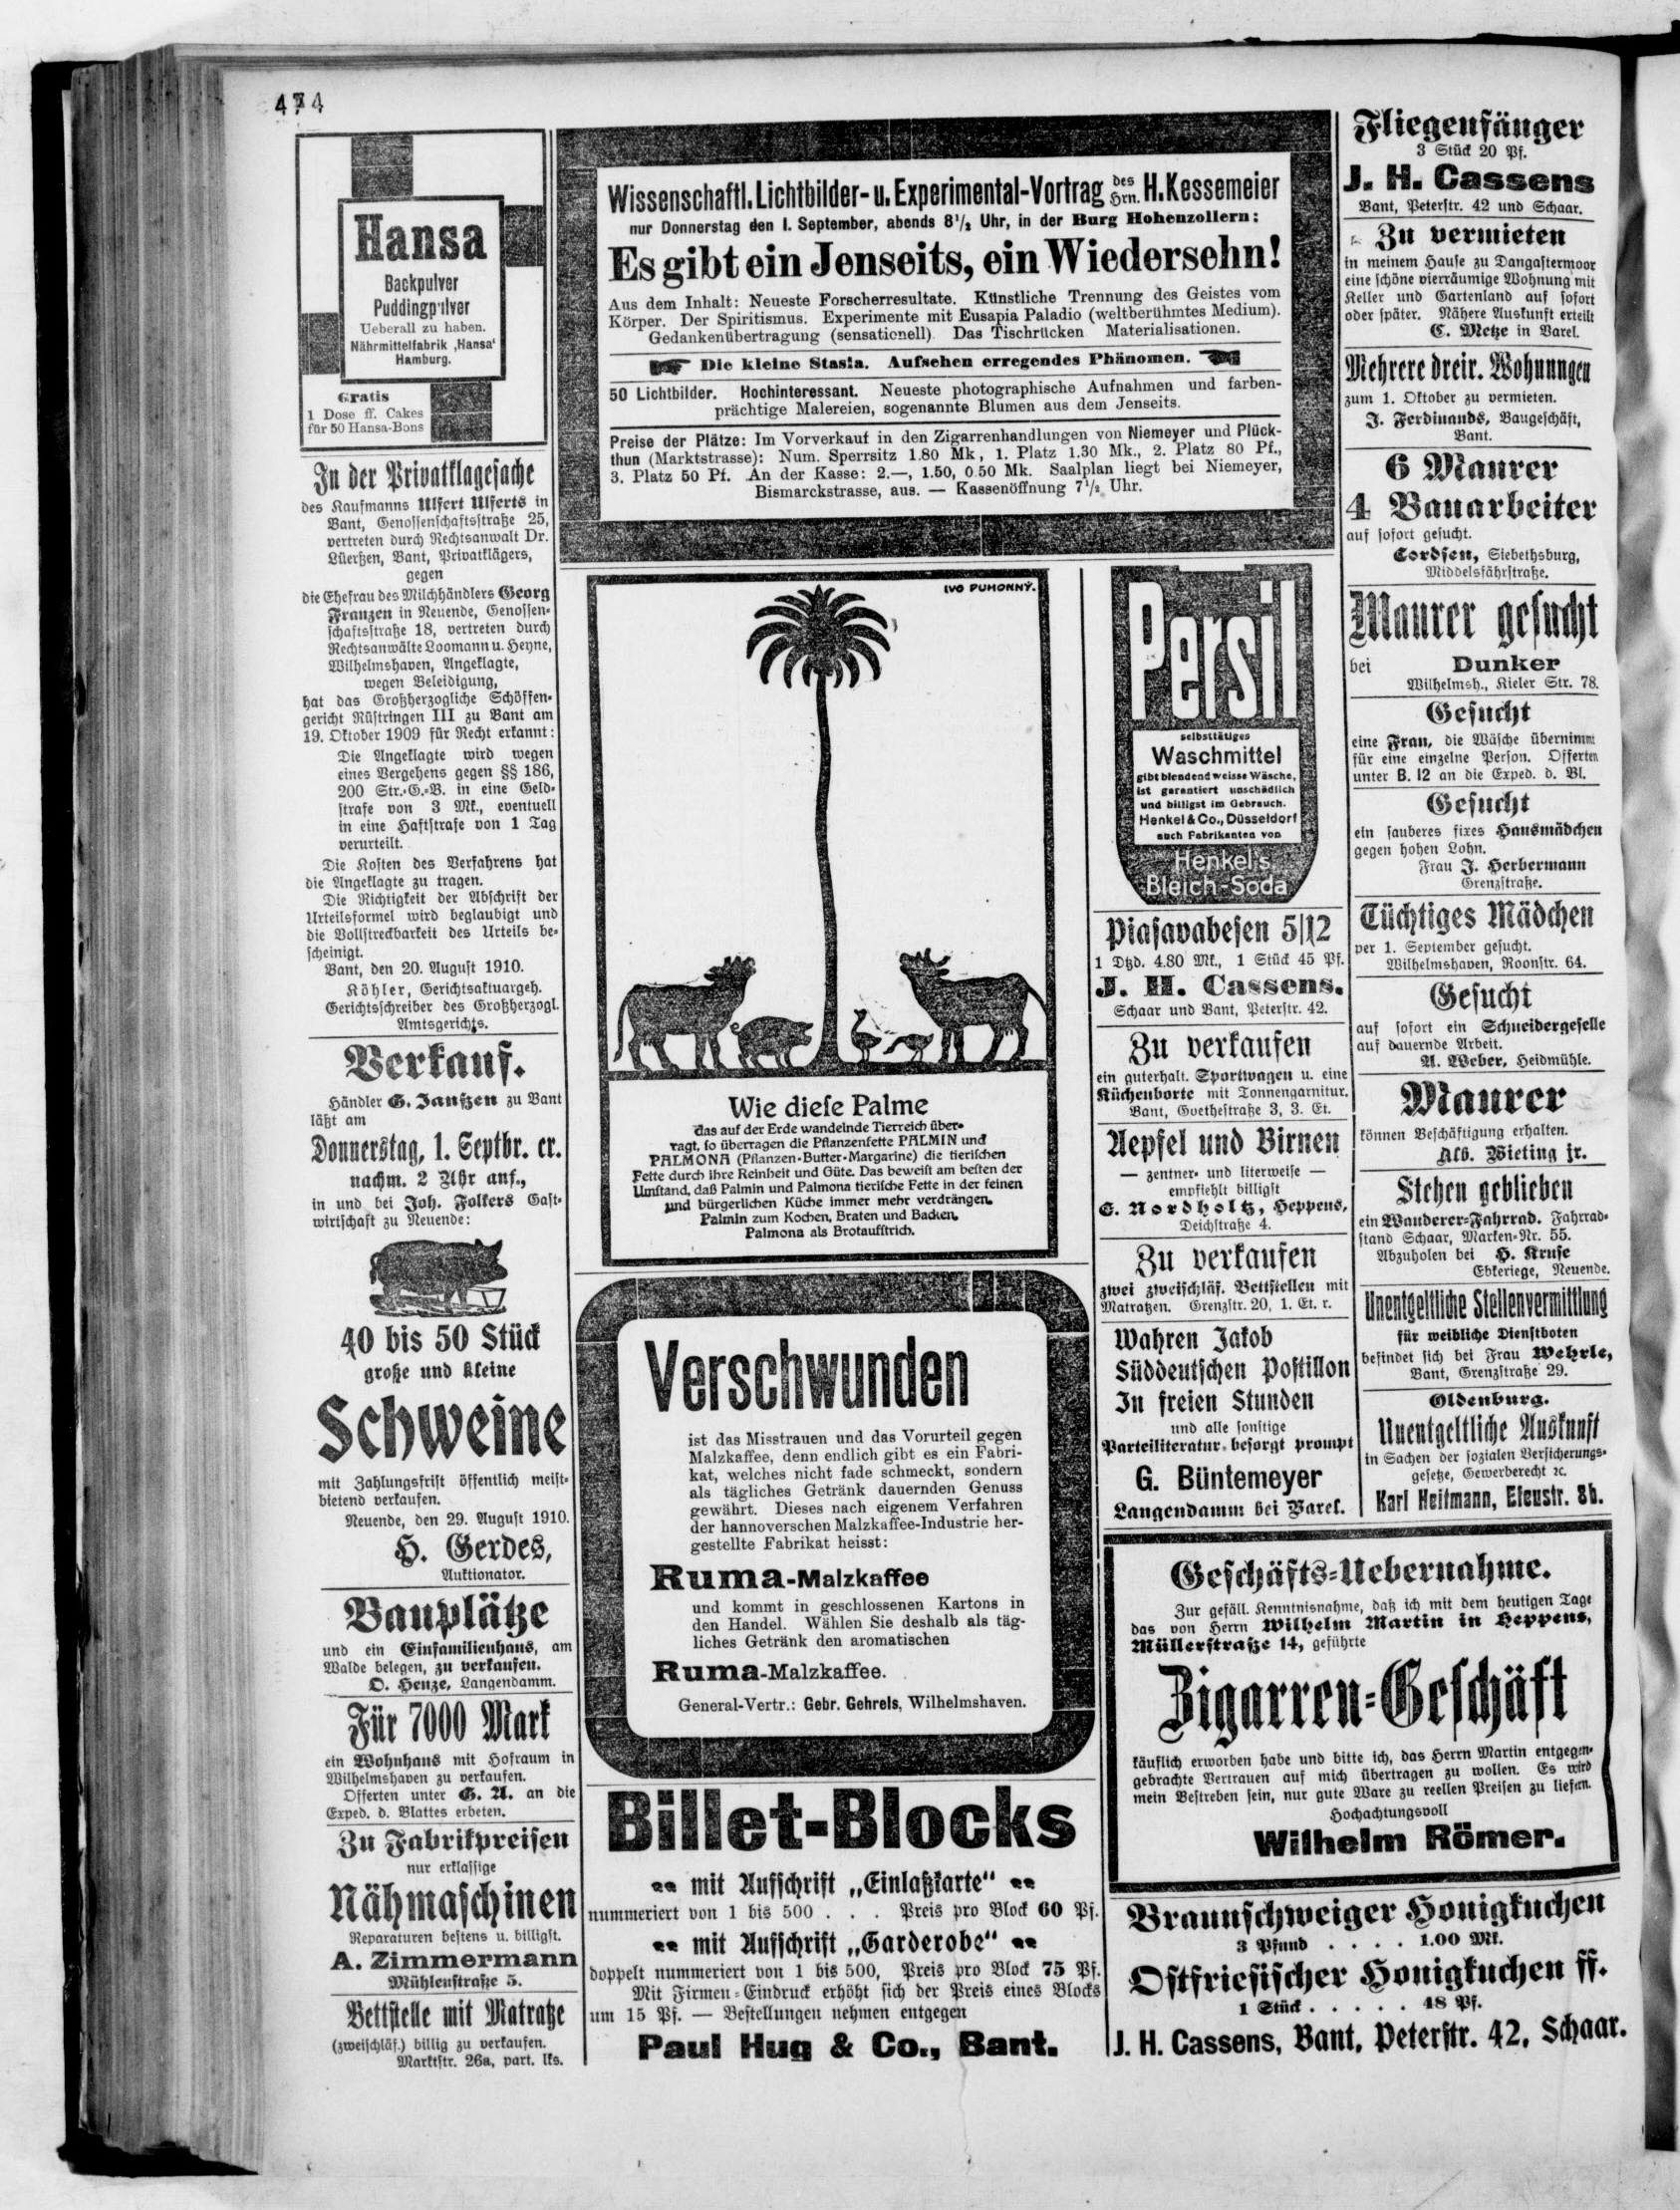 474
Hansa
Backpulver
Puddingpulver
Ueberall zu haben.
Nährmittelfabrik ‚Hansa‘
Hamburg.
Gratis
1 Dose ff. Cakes
für 50 Hansa-Bons
In der Privatklagesache
des Kaufmanns Ulfert Ulferts in
Bant, Genossenschaftsstraße 25,
vertreten durch Rechtsanwalt Dr.
Lüerßen, Bant, Privatklägers,
gegen
die Ehefrau des Milchhändlers Georg
Franzen in Neuende, Genossen-
schaftsstraße 18, vertreten durch
Rechtsanwälte Loomann u. Heyne,
Wilhelmshaven, Angeklagte,
wegen Beleidigung,
hat das Großherzogliche Schöffen-
gericht Rüstringen III zu Bant am
19. Oktober 1909 für Recht erkannt:
Die Angeklagte wird wegen
eines Vergehens gegen §§ 186,
200 Str.-G.-B. in eine Geld-
strafe von 3 Mk., eventuell
in eine Haftstrafe von 1 Tag
verurteilt.
Die Kosten des Verfahrens hat
die Angeklagte zu tragen.
Die Richtigkeit der Abschrift der
Urteilsformel wird beglaubigt und
die Vollstreckbarkeit des Urteils be-
scheinigt.
Bant, den 20. August 1910.
Köhler, Gerichtsaktuargeh.
Gerichtsschreiber des Großherzogl.
Amtsgerichts.
Verkauf.
Händler G. Janßen zu Bant
läßt am
Donnerstag, 1. Septbr. cr.
nachm. 2 Uhr anf.,
in und bei Joh. Folkers Gast-
wirtschaft zu Neuende:
40 bis 50 Stück
große und kleine
Schweine
mit Zahlungsfrist öffentlich meist-
bietend verkaufen.
Neuende, den 29. August 1910.
H. Gerdes,
Auktionator.
Bauplätze
und ein Einfamilienhaus, am
Walde belegen, zu verkaufen.
O. Henze, Langendamm.
Für 7000 Mark
ein Wohnhaus mit Hofraum in
Wilhelmshaven zu verkaufen.
Offerten unter G. A. an die
Exped. d. Blattes erbeten.
Zu Fabrikpreisen
nur erklassige
Nähmaschinen
Reparaturen bestens u. billigst.
A. Zimmermann
Mühlenstraße 5.
Bettstelle mit Matratze
(zweischläf.) billig zu verkaufen.
Marktstr. 26a, part. lks.
Wissenschaftl. Lichtbilder- u. Experimental-Vortrag des Hrn. H. Kessemeier
nur Donnerstag den 1. September, abends 8½ Uhr, in der Burg Hohenzollern:
Es gibt ein Jenseits, ein Wiedersehn!
Aus dem Inhalt: Neueste Forscherresultate. Künstliche Trennung des Geistes vom
Körper. Der Spiritismus. Experimente mit Eusapia Paladio (weltberühmtes Medium).
Gedankenübertragung (sensationell). Das Tischrücken Materialisationen.
Die kleine Stasia. Aufsehen erregendes Phänomen.
50 Lichtbilder. Hochinteressant. Neueste photographische Aufnahmen und farben-
prächtige Malereien, sogenannte Blumen aus dem Jenseits.
Preise der Plätze: Im Vorverkauf in den Zigarrenhandlungen von Niemeyer und Plück-
thun (Marktstrasse): Num. Sperrsitz 1.80 Mk, 1. Platz 1.30 Mk., 2. Platz 80 Pf.,
3. Platz 50 Pf. An der Kasse: 2.—, 1.50, 0.50 Mk. Saalplan liegt bei Niemeyer,
Bismarckstrasse, aus. — Kassenöffnung 7½ Uhr.
IVO PUHONNÝ.
Wie diese Palme
das auf der Erde wandelnde Tierreich über-
ragt, so überragen die Pflanzenfette PALMIN und
PALMONA (Pflanzen-Butter-Margarine) die tierischen
Fette durch ihre Reinheit und Güte. Das beweist am besten der
Umstand, daß Palmin und Palmona tierische Fette in der feinen
und bürgerlichen Küche immer mehr verdrängen.
Palmin zum Kochen, Braten und Backen.
Palmona als Brotaufstrich.
Verschwunden
ist das Misstrauen und das Vorurteil gegen
Malzkaffee, denn endlich gibt es ein Fabri-
kat, welches nicht fade schmeckt, sondern
als tägliches Getränk dauernden Genuss
gewährt. Dieses nach eigenem Verfahren
der hannoverschen Malzkaffee-Industrie her-
gestellte Fabrikat heisst:
Ruma-Malzkaffee
und kommt in geschlossenen Kartons in
den Handel. Wählen Sie deshalb als täg-
liches Getränk den aromatischen
Ruma-Malzkaffee.
General-Vertr.: Gebr. Gehrels, Wilhelmshaven.
Billet-Blocks
mit Aufschrift „Einlaßkarte“
nummeriert von 1 bis 500 . . . Preis pro Block 60 Pf.
mit Aufschrift „Garderobe“
doppelt nummeriert von 1 bis 500, Preis pro Block 75 Pf.
Mit Firmen-Eindruck erhöht sich der Preis eines Blocks
um 15 Pf. — Bestellungen nehmen entgegen
Paul Hug & Co., Bant.
Persil
selbsttätiges
Waschmittel
gibt blendend weisse Wäsche,
ist garantiert unschädlich
und billigst im Gebrauch.
Henkel & Co., Düsseldorf
auch Fabrikanten von
Henkel's
Bleich-Soda
Piasavabesen 5/12
1 Dtzd. 4.80 Mk., 1 Stück 45 Pf.
J. H. Cassens.
Schaar und Bant, Peterstr. 42.
Zu verkaufen
ein guterhalt. Sportwagen u. eine
Küchenborte mit Tonnengarnitur.
Bant, Goethestraße 3, 3. Et.
Aepfel und Birnen
— zentner- und literweise —
empfiehlt billigst
G. Nordholtz, Heppens,
Deichstraße 4.
Zu verkaufen
zwei zweischläf. Bettstellen mit
Matratzen. Grenzstr. 20, 1. Et. r.
Wahren Jakob
Süddeutschen Postillon
In freien Stunden
und alle sonstige
Parteiliteratur besorgt prompt
G. Büntemeyer
Langendamm bei Varel.
Fliegenfänger
3 Stück 20 Pf.
J. H. Cassens
Bant, Peterstr. 42 und Schaar.
Zu vermieten
in meinem Hause zu Dangastermoor
eine schöne vierräumige Wohnung mit
Keller und Gartenland auf sofort
oder später. Nähere Auskunft erteilt
C. Metze in Varel.
Mehrere dreir. Wohnungen
zum 1. Oktober zu vermieten.
J. Ferdinands, Baugeschäft,
Bant.
6 Maurer
4 Bauarbeiter
auf sofort gesucht.
Cordsen, Siebethsburg,
Middelsfährstraße.
Maurer gesucht
bei Dunker
Wilhelmsh., Kieler Str. 78.
Gesucht
eine Frau, die Wäsche übernimmt
für eine einzelne Person. Offerten
unter B. 12 an die Exped. d. Bl.
Gesucht
ein sauberes fixes Hausmädchen
gegen hohen Lohn.
Frau J. Herbermann
Grenzstraße.
Tüchtiges Mädchen
per 1. September gesucht.
Wilhelmshaven, Roonstr. 64.
Gesucht
auf sofort ein Schneidergeselle
auf dauernde Arbeit.
A. Weber, Heidmühle.
Maurer
können Beschäftigung erhalten.
Alb. Wieting jr.
Stehen geblieben
ein Wanderer-Fahrrad. Fahrrad-
stand Schaar, Marken-Nr. 55.
Abzuholen bei H. Kruse
Ebkeriege, Neuende.
Unentgeltliche Stellenvermittlung
für weibliche Dienstboten
befindet sich bei Frau Wehrle,
Bant, Grenzstraße 29.
Oldenburg.
Unentgeltliche Auskunft
in Sachen der sozialen Versicherungs-
gesetze, Gewerberecht ꝛc.
Karl Heitmann, Eleustr. 8b.
Geschäfts-Uebernahme.
Zur gefäll. Kenntnisnahme, daß ich mit dem heutigen Tage
das von Herrn Wilhelm Martin in Heppens,
Müllerstraße 14, geführte
Zigarren-Geschäft
käuflich erworben habe und bitte ich, das Herrn Martin entgegen-
gebrachte Vertrauen auf mich übertragen zu wollen. Es wird
mein Bestreben sein, nur gute Ware zu reellen Preisen zu liefern.
Hochachtungsvoll
Wilhelm Römer.
Braunschweiger Honigkuchen
3 Pfund . . . . 1.00 Mk.
Ostfriesischer Honigkuchen ff.
1 Stück . . . . . 48 Pf.
J. H. Cassens, Bant, Peterstr. 42, Schaar.